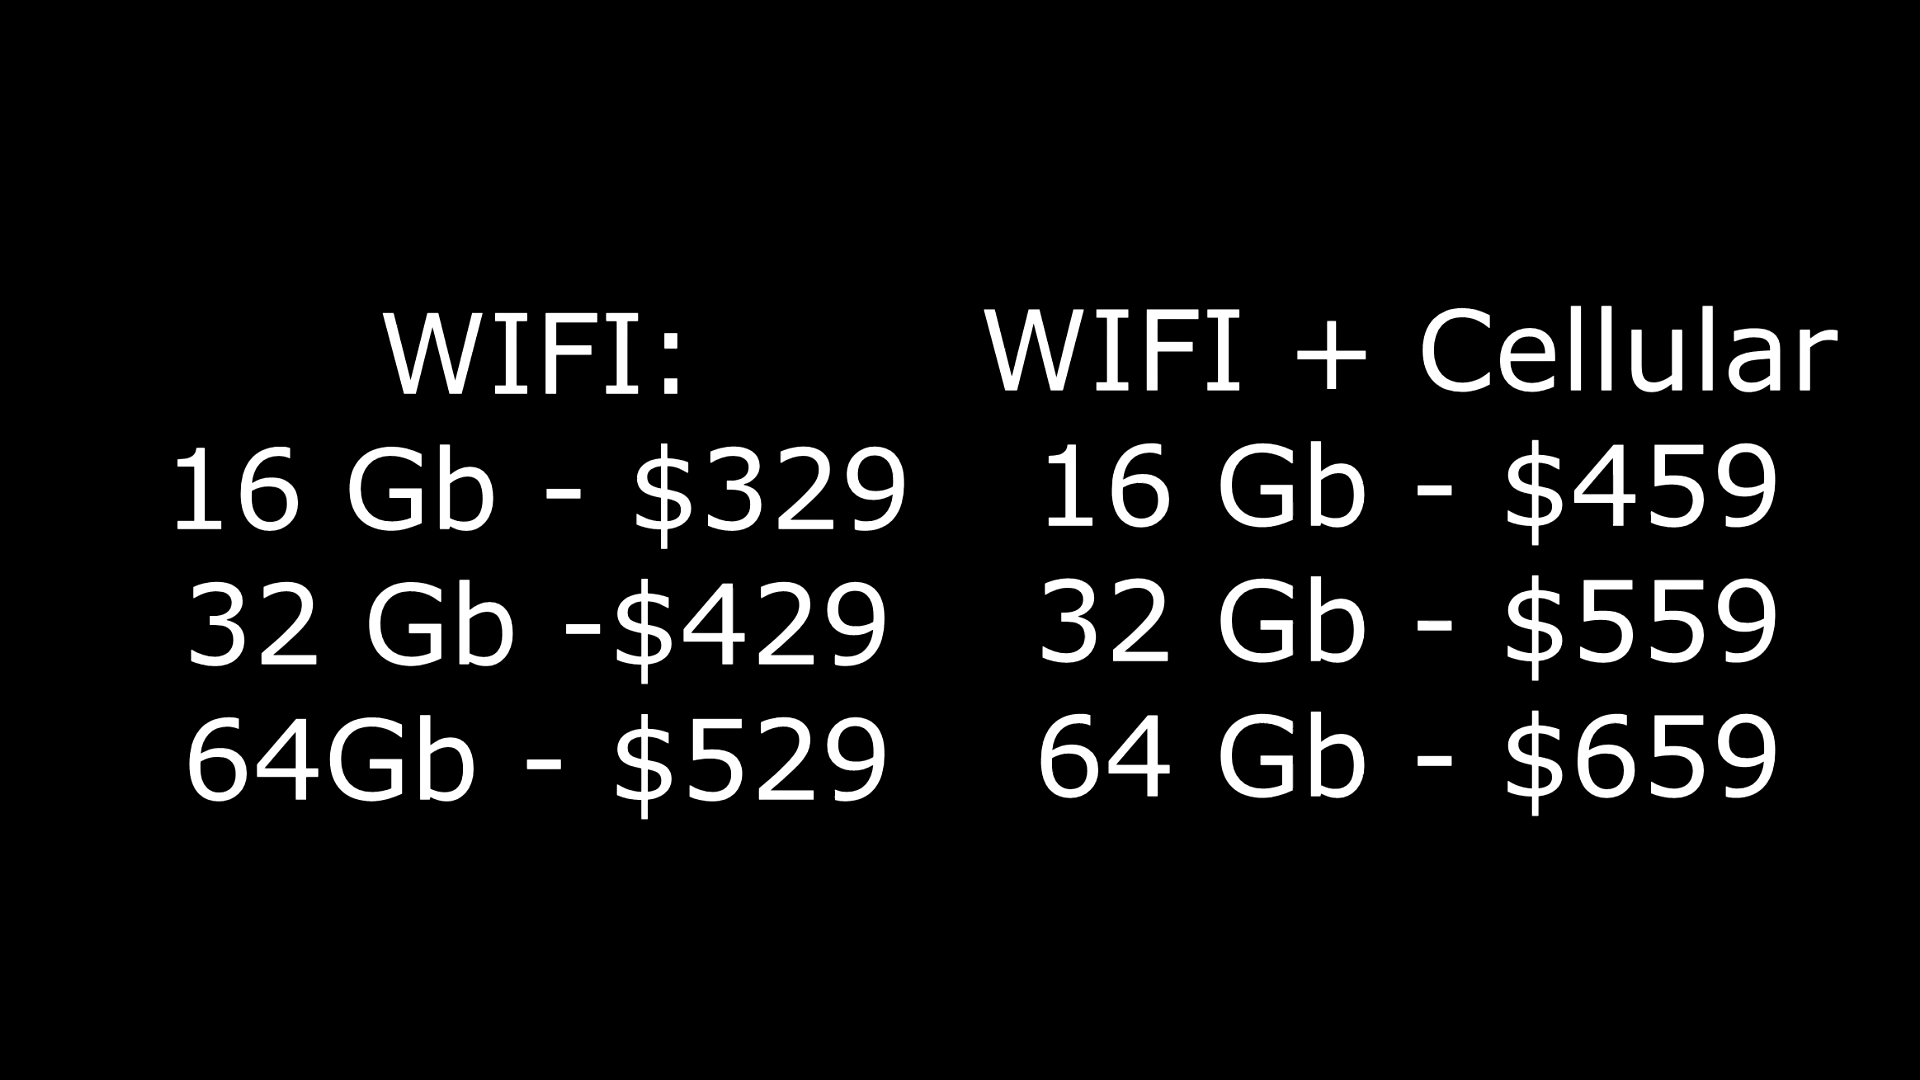 WIFI:
16 Gb - $329
32 Gb -$429
64Gb - $529
WIFI + Cellular
16 Gb - $459
32 Gb - $559
64 Gb - $659